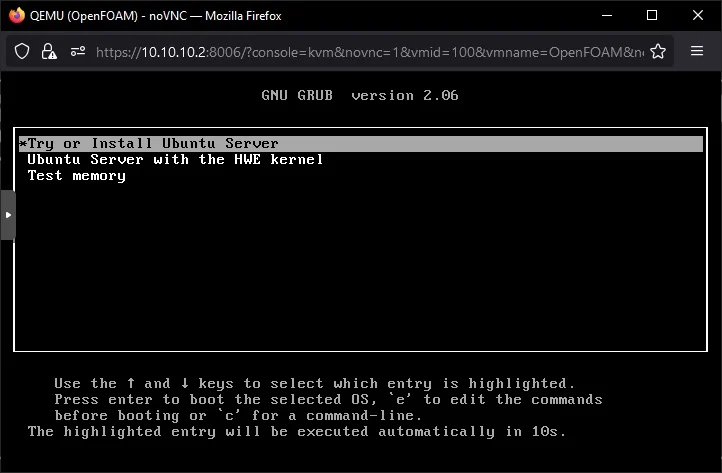 QEMU (OpenFOAM) - noVNC — Mozilla Firefox
https://10.10.10.2:8006/?console=kvm&novnc=1&vmid=100&vmname=OpenFOAM&
GNU GRUB  version 2.06
*Try or Install Ubuntu Server
Ubuntu Server with the HWE kernel
Test memory
Use the ↑ and ↓ keys to select which entry is highlighted.
Press enter to boot the selected OS, `e' to edit the commands
before booting or `c' for a command-line.
The highlighted entry will be executed automatically in 10s.